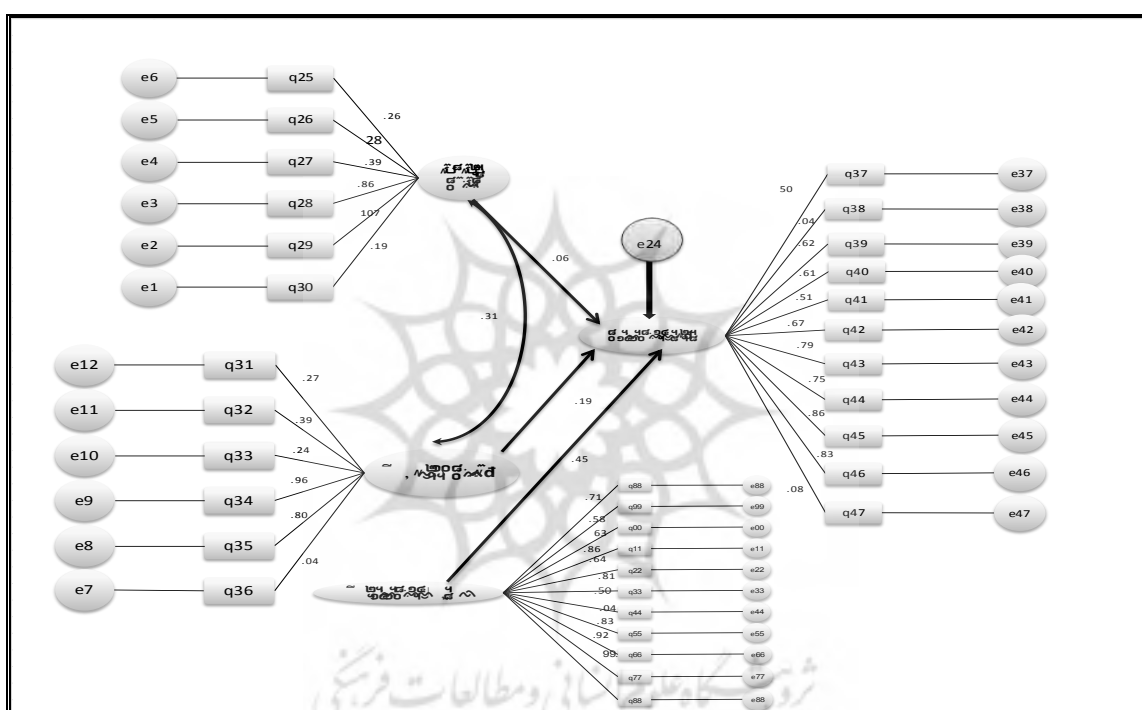 e6 q25 .26
e5 q26 28
e4 q27 .39
e3 q28 .86
e2 q29 107
e1 q30 .19
e12 q31 .27
e11 q32 .39
e10 q33 .24
e9 q34 .96
e8 q35 .80
e7 q36 .04
.31
.06
e24
.19
.45
50 q37 e37
.04 q38 e38
.62 q39 e39
.61 q40 e40
.51 q41 e41
.67 q42 e42
.79 q43 e43
.75 q44 e44
.86 q45 e45
.83 q46 e46
.08 q47 e47
.71 q88 e88
.58 q99 e99
63 q00 e00
.86 q11 e11
.64 q22 e22
.81 q33 e33
.50 q44 e44
.04 q55 e55
.83 q66 e66
.92 q77 e77
99. q88 e88
پژوهشگاه علوم انسانی و مطالعات فرهنگی